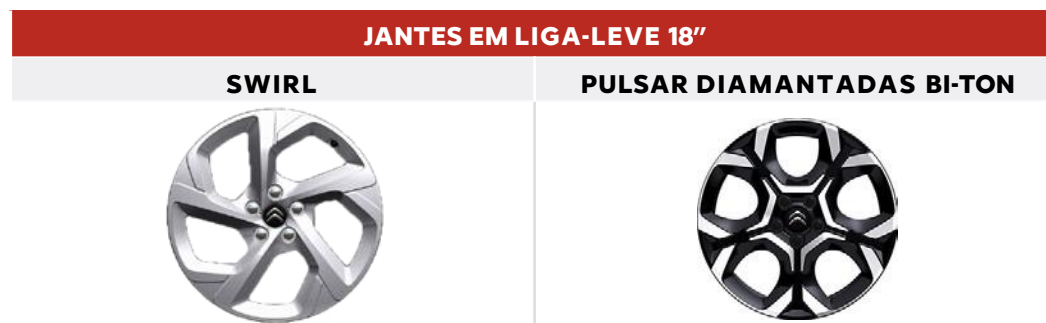 JANTES EM LIGA-LEVE 18”
SWIRL
PULSAR DIAMANTADAS BI-TON